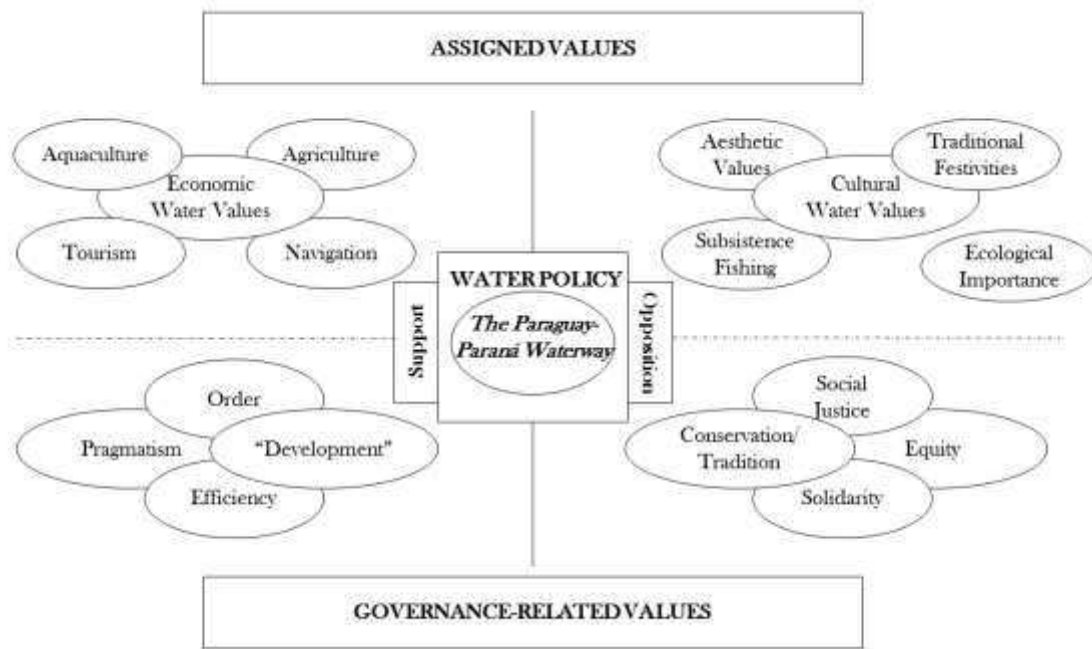 ASSIGNED VALUES
Aquaculture
Agriculture
Economic
Water Values
Tourism
Navigation
Aesthetic
Values
Traditional
Festivities
Cultural
Water Values
Subsistence
Fishing
Ecological
Importance
WATER POLICY
Support
The Paraguay-
Paraná Waterway
Opposition
Order
Pragmatism
"Development"
Efficiency
Social
Justice
Conservation/
Tradition
Equity
Solidarity
GOVERNANCE-RELATED VALUES